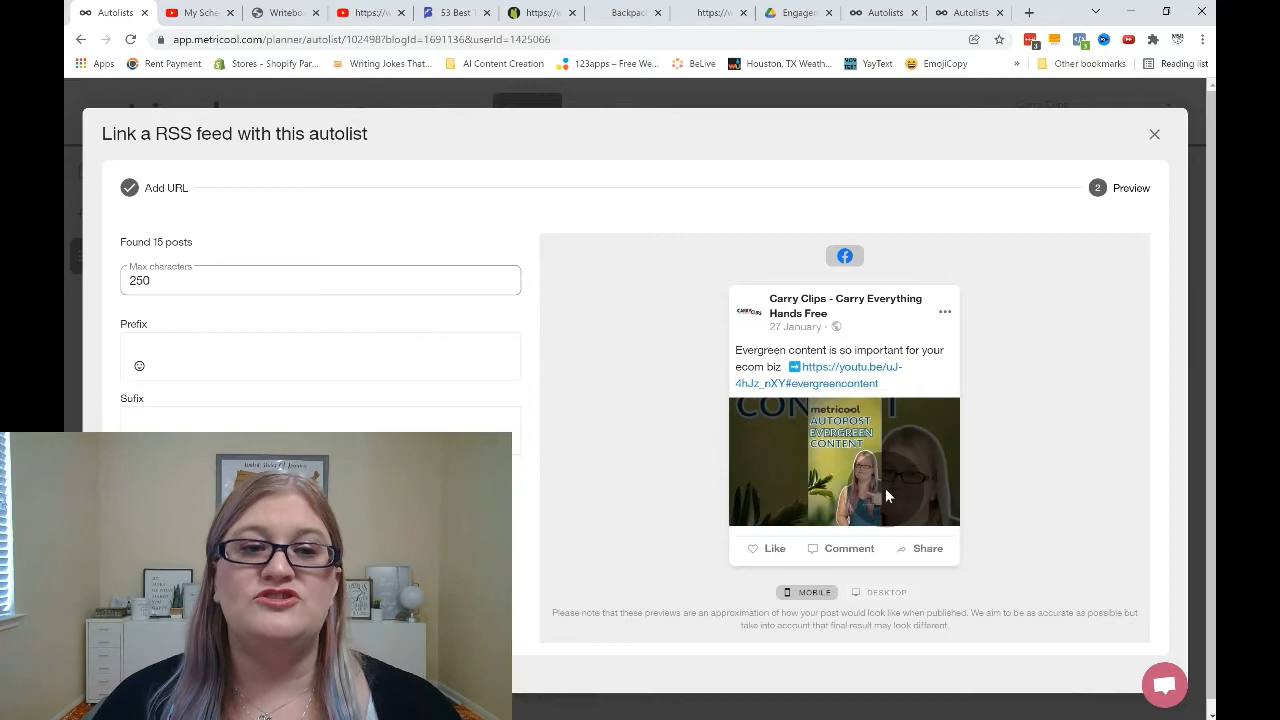 Autolists
My Sche
https://w
Writebo
https://w
53 Best
https://w
Backpa
https://w
Engagem
Autolists
Autolists
app.metricool.com/planner/autolist/102498?blogId=1691136&userId=1425066
Apps
Rent Payment
Stores - Shopify Par...
Writing Jokes That...
AI Content Creation
123apps – Free We...
BeLive
Houston, TX Weath...
YayText
EmojiCopy
»
Other bookmarks
Reading list
Carry Clips
Link a RSS feed with this autolist
Add URL
2
Preview
Found 15 posts
Max characters
250
Prefix
Sufix
Carry Clips - Carry Everything
Hands Free
27 January ·
Evergreen content is so important for your
ecom biz ➡️https://youtu.be/uJ-
4hJz_nXY#evergreencontent
metricool
AUTOPOST
EVERGREEN
CONTENT
Like
Comment
Share
MOBILE
DESKTOP
Please note that these previews are an approximation of how your post would look like when published. We aim to be as accurate as possible but
take into account that final result may look different.